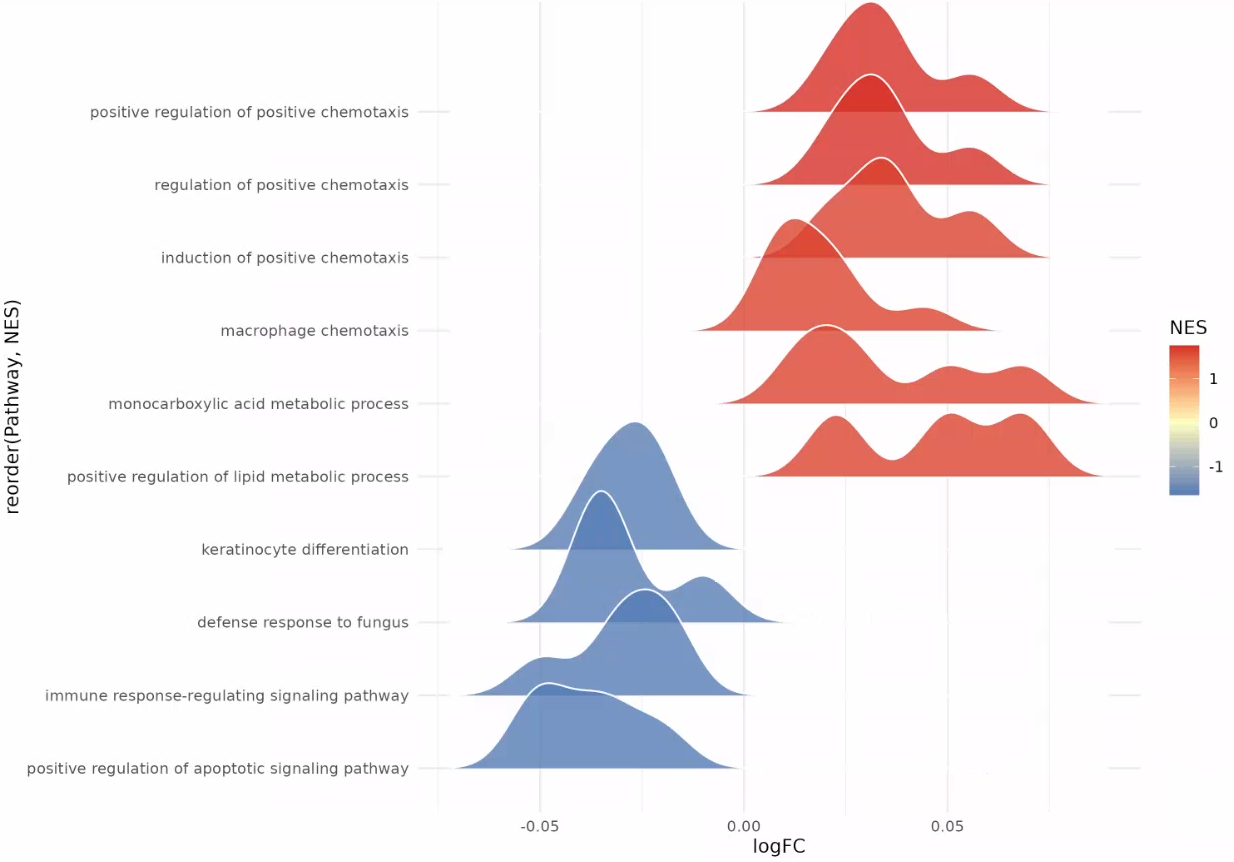 positive regulation of positive chemotaxis
regulation of positive chemotaxis
induction of positive chemotaxis
macrophage chemotaxis
monocarboxylic acid metabolic process
positive regulation of lipid metabolic process
keratinocyte differentiation
defense response to fungus
immune response-regulating signaling pathway
positive regulation of apoptotic signaling pathway
reorder(Pathway, NES)
-0.05
0.00
0.05
logFC
NES
1
0
-1